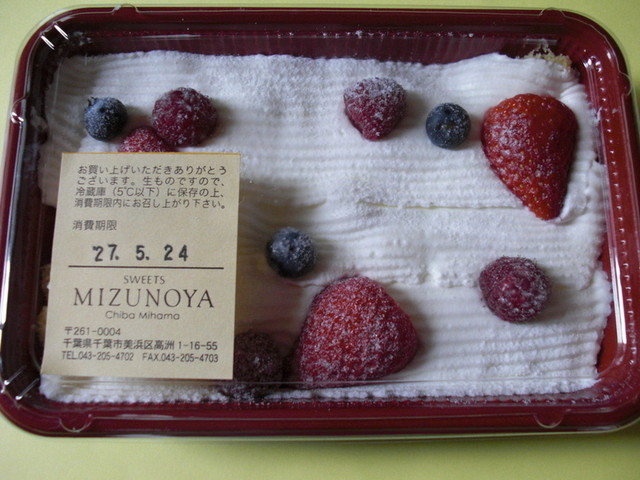 お買い上げいただきありがとう
ございます。生ものですので、
冷蔵庫（5℃以下）に保存の上、
消費期限内にお召し上がり下さい。
消費期限
'27. 5. 24
SWEETS
MIZUNOYA
Chiba Mihama
〒261-0004
千葉県千葉市美浜区高洲1-16-55
TEL.043-205-4702 FAX.043-205-4703